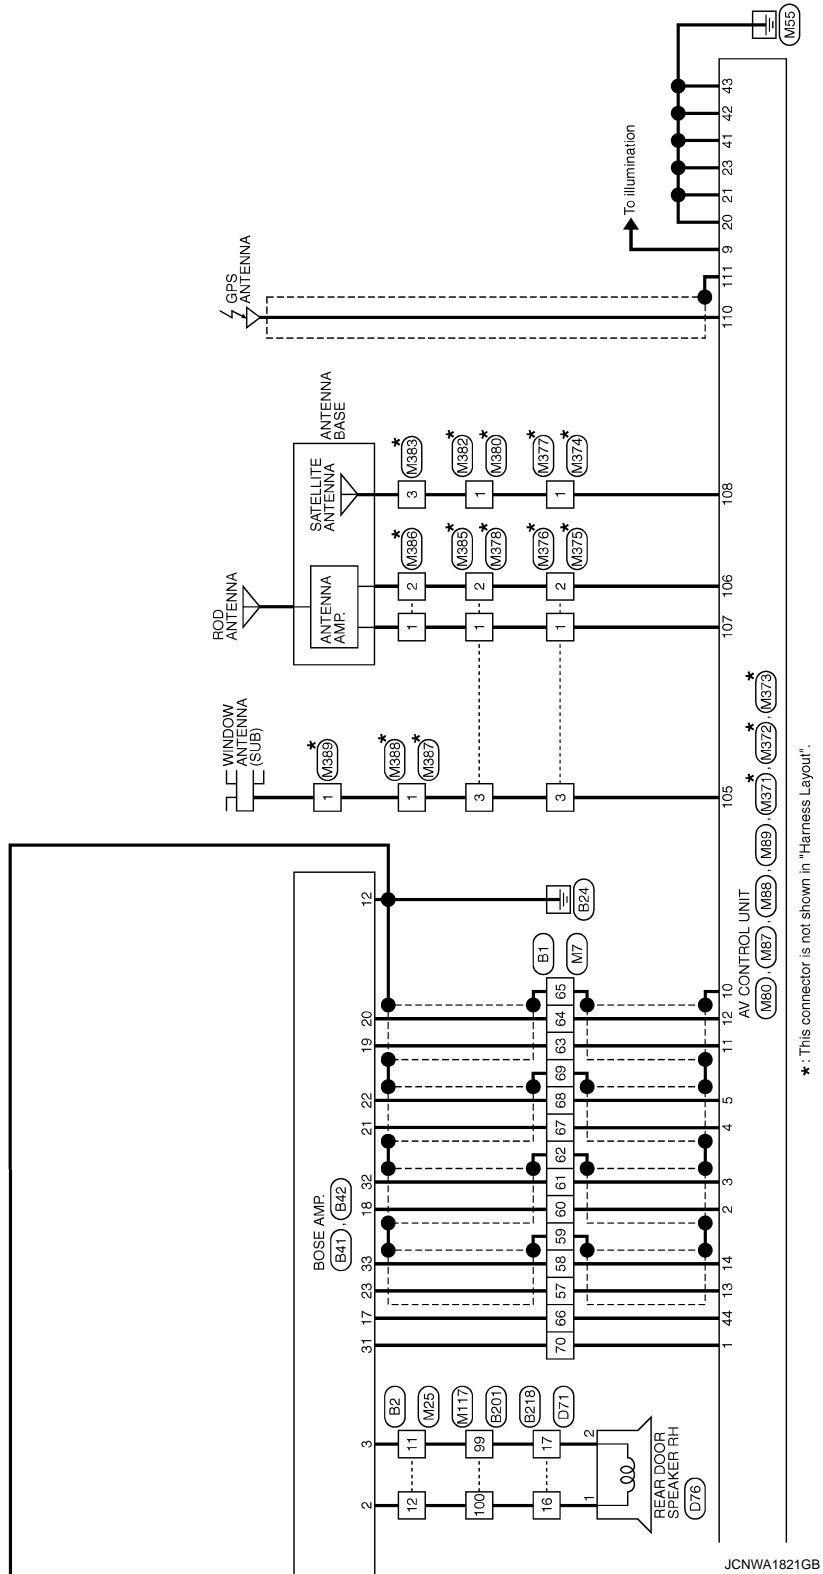 M55
43
42
41
23
21
20
To illumination
9
111
GPS
ANTENNA
110
ANTENNA
BASE
SATELLITE
ANTENNA
3
1
1
★ M383
★ M382
★ M380
★ M377
★ M374
108
ROD
ANTENNA
ANTENNA
AMP.
2
2
2
★ M386
★ M385
★ M378
★ M376
★ M375
106
1
1
1
107
WINDOW
ANTENNA
(SUB)
1
1
3
3
★ M389
★ M388
★ M387
105
AV CONTROL UNIT
M80 , M87 , M88 , M89 , ★ M371 , ★ M372 , ★ M373
★ : This connector is not shown in "Harness Layout".
12
B24
B1
M7
BOSE AMP.
B41 , B42
65
10
20
64
12
19
63
11
69
22
68
5
21
67
4
62
32
61
3
18
60
2
59
33
58
14
23
57
13
17
66
44
31
70
1
B2
M25
M117
B201
B218
D71
3
11
99
17
2
2
12
100
16
1
REAR DOOR
SPEAKER RH
D76
JCNWA1821GB